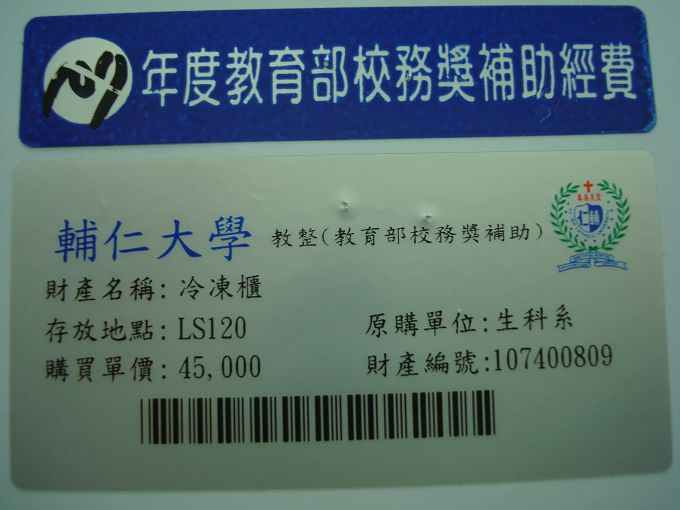 年度教育部校務獎補助經費
輔仁大學 教整(教育部校務獎補助)
財產名稱: 冷凍櫃
存放地點: LS120 原購單位: 生科系
購買單價: 45,000 財產編號:107400809